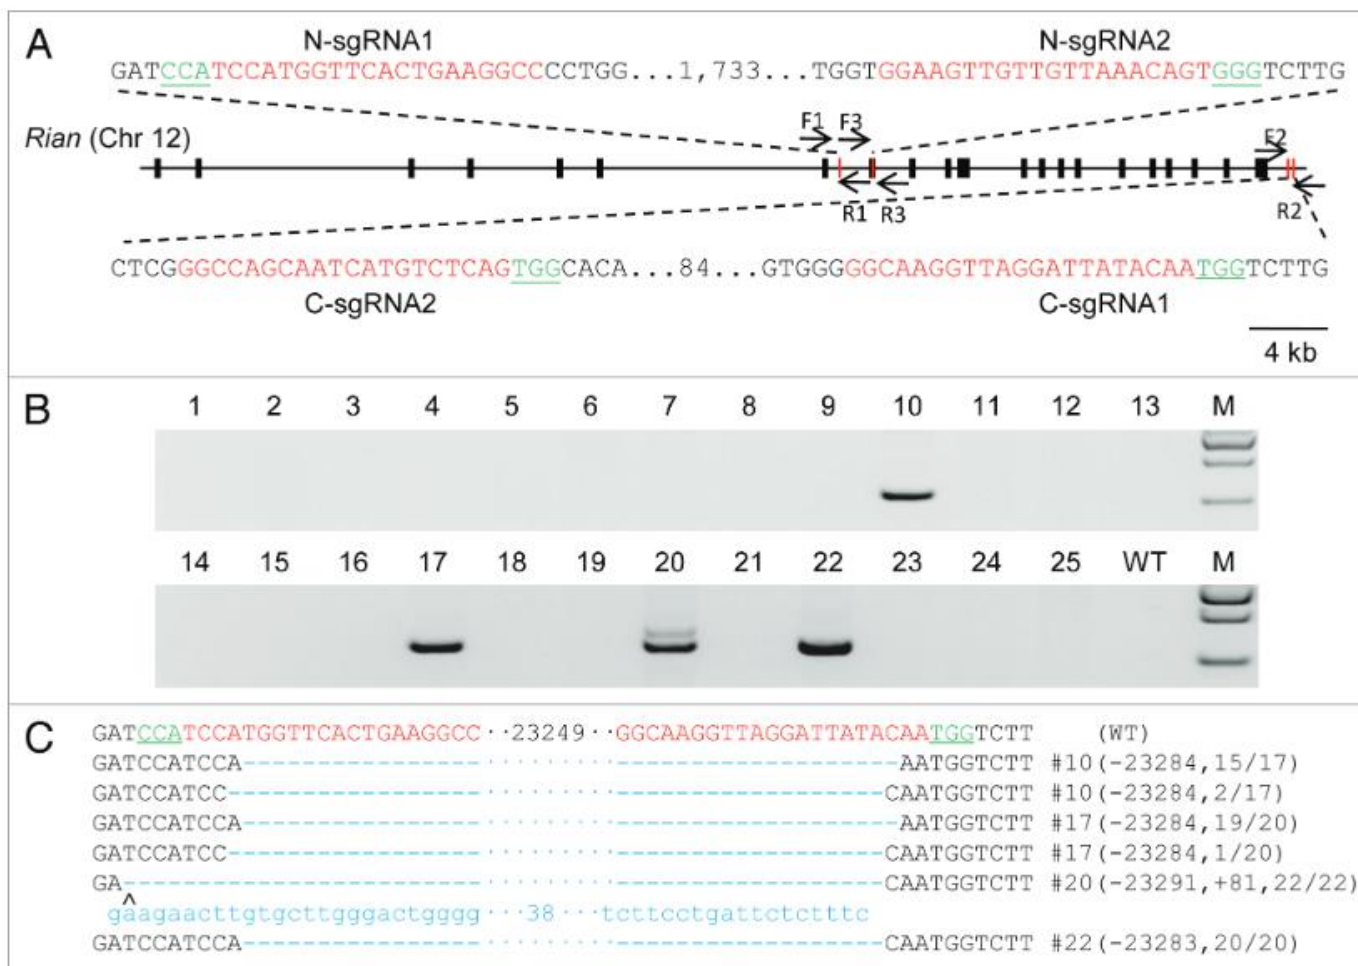 A
N-sgRNA1 N-sgRNA2
GATCCATCCATGGTTCACTGAAGGCCCCTGG...1,733...TGGTGGAAGTTGTTGTTAAACAGTGGGTCTTG
F1 F3
Rian (Chr 12) F2
R1 R3 R2
CTCGGGCCAGCAATCATGTCTCAGTGGCACA...84...GTGGGGGCAAGGTTAGGATTATACAATGGTCTTG
C-sgRNA2 C-sgRNA1
4 kb
B
1 2 3 4 5 6 7 8 9 10 11 12 13 M
14 15 16 17 18 19 20 21 22 23 24 25 WT M
C
GATCCATCCATGGTTCACTGAAGGCC··23249··GGCAAGGTTAGGATTATACAATGGTCTT (WT)
GATCCATCCA-----------------·········-------------------AATGGTCTT #10(-23284,15/17)
GATCCATCC------------------·········------------------CAATGGTCTT #10(-23284,2/17)
GATCCATCCA-----------------·········-------------------AATGGTCTT #17(-23284,19/20)
GATCCATCC------------------·········------------------CAATGGTCTT #17(-23284,1/20)
GA-------------------------·········------------------CAATGGTCTT #20(-23291,+81,22/22)
^
gaagaacttgtgcttgggactgggg···38···tcttcctgattctctttc
GATCCATCCA-----------------·········------------------CAATGGTCTT #22(-23283,20/20)